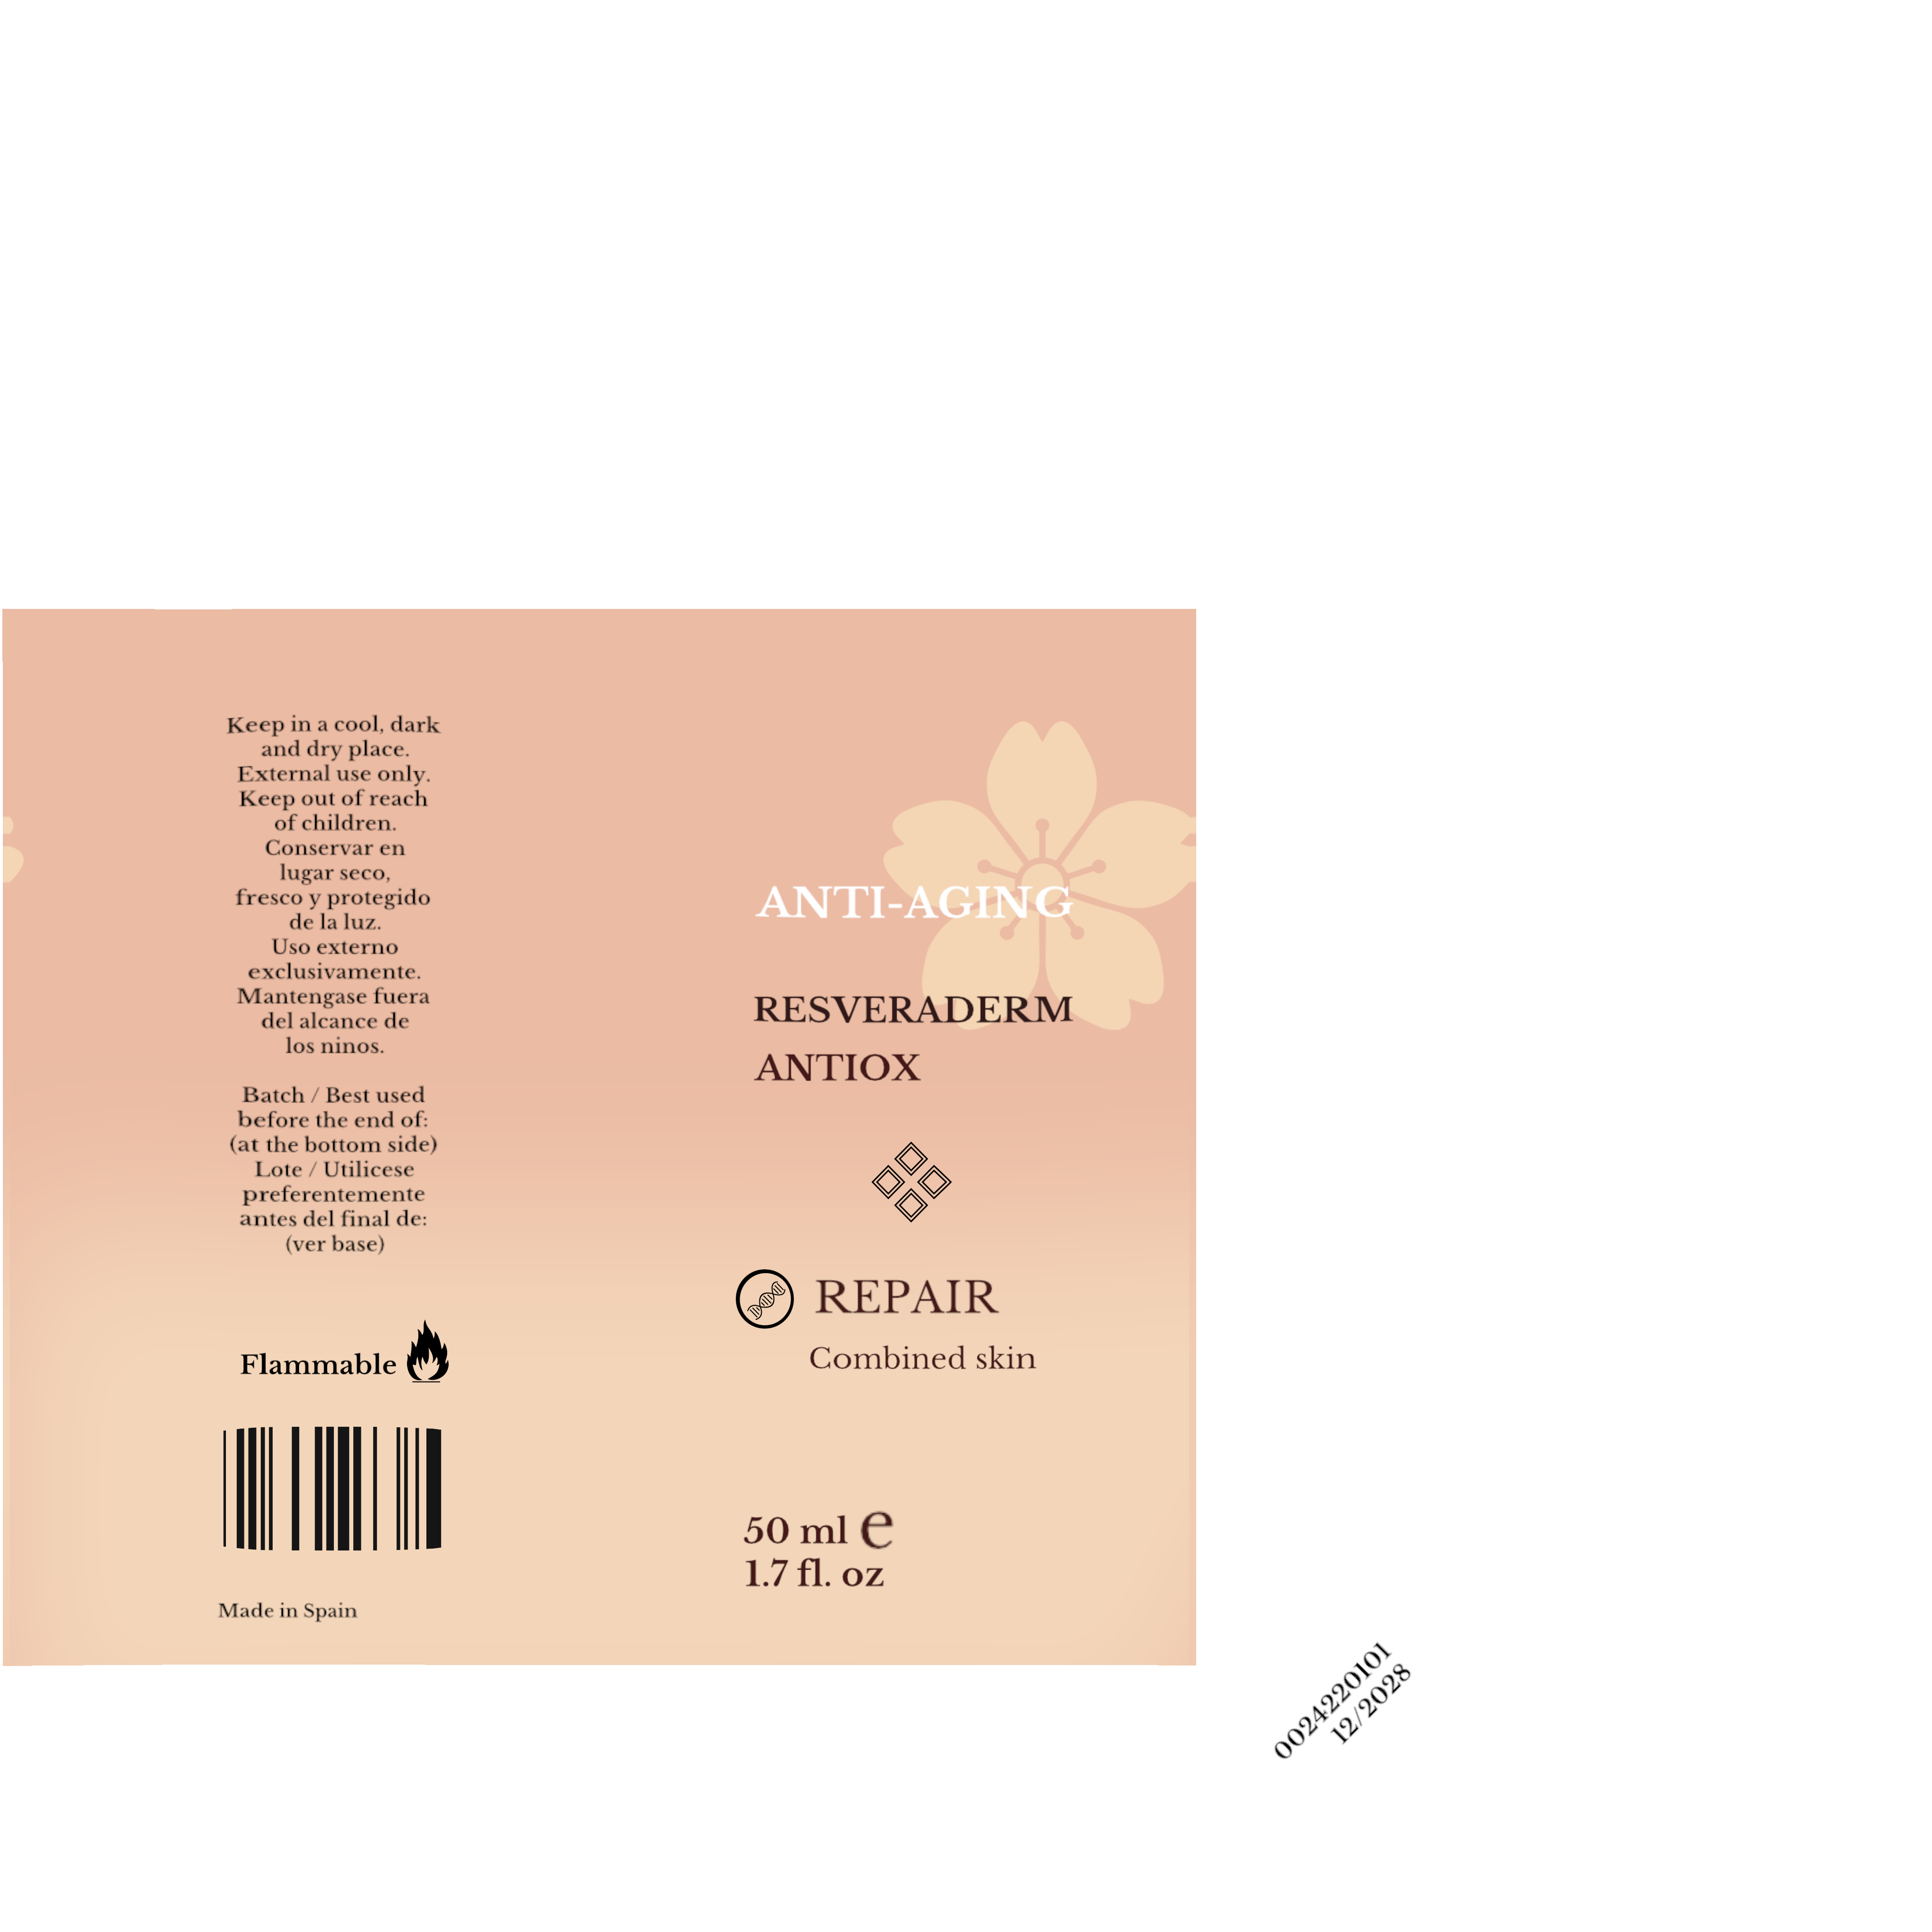 Keep in a cool, dark
and dry place.
External use only.
Keep out of reach
of children.
Conservar en
lugar seco,
fresco y protegido
de la luz.
Uso externo
exclusivamente.
Mantengase fuera
del alcance de
los ninos.
Batch / Best used
before the end of:
(at the bottom side)
Lote / Utilicese
preferentemente
antes del final de:
(ver base)
Flammable
Made in Spain
ANTI-AGING
RESVERADERM
ANTIOX
REPAIR
Combined skin
50 ml e
1.7 fl. oz
0024220101
12/2028